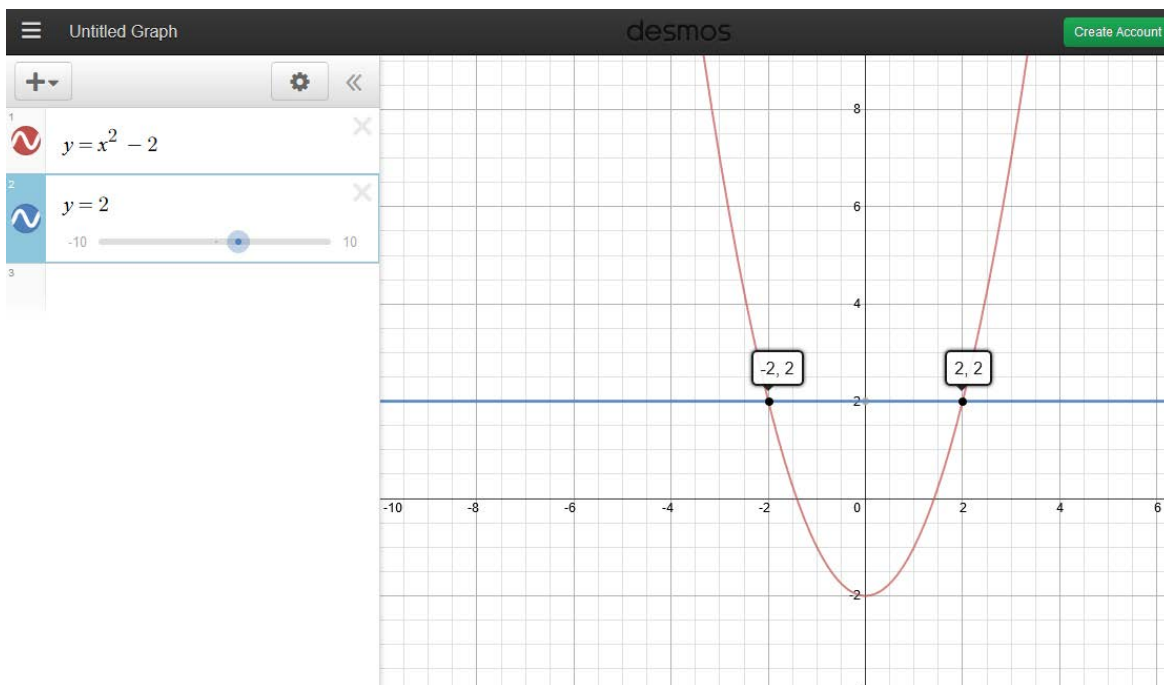 Untitled Graph
desmos
Create Account
1
y = x² − 2
2
y = 2
-10
10
3
8
6
4
-2, 2
2, 2
2
-10 -8 -6 -4 -2 0 2 4 6
-2